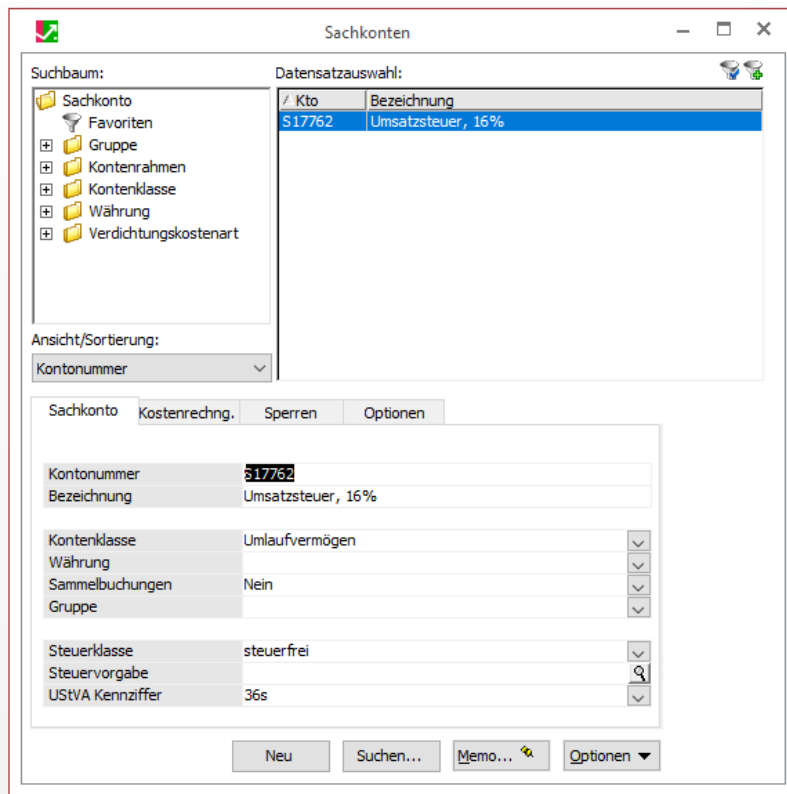 Sachkonten
Suchbaum:
Sachkonto
Favoriten
Gruppe
Kontenrahmen
Kontenklasse
Währung
Verdichtungskostenart
Ansicht/Sortierung:
Kontonummer
Datensatzauswahl:
Kto Bezeichnung
S17762 Umsatzsteuer, 16%
Sachkonto Kostenrechng. Sperren Optionen
Kontonummer S17762
Bezeichnung Umsatzsteuer, 16%
Kontenklasse Umlaufvermögen
Währung
Sammelbuchungen Nein
Gruppe
Steuerklasse steuerfrei
Steuervorgabe
UStVA Kennziffer 36s
Neu Suchen... Memo... Optionen